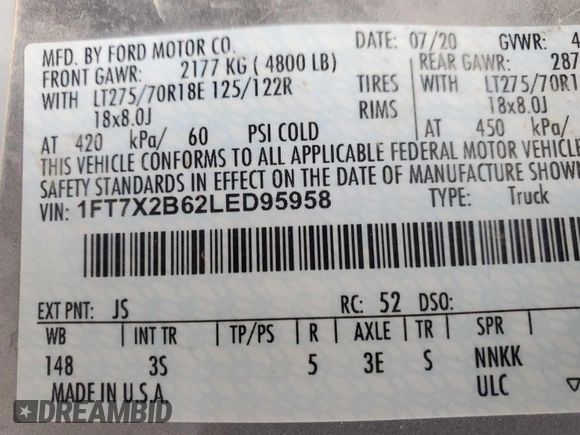 MFD. BY FORD MOTOR CO.
DATE: 07/20 GVWR: 4
FRONT GAWR: 2177 KG ( 4800 LB) REAR GAWR: 287
WITH LT275/70R18E 125/122R TIRES WITH LT275/70R1
18x8.0J RIMS 18x8.0J
AT 420 kPa/ 60 PSI COLD AT 450 kPa/
THIS VEHICLE CONFORMS TO ALL APPLICABLE FEDERAL MOTOR VEHICLE
SAFETY STANDARDS IN EFFECT ON THE DATE OF MANUFACTURE SHOWN
VIN: 1FT7X2B62LED95958 TYPE: Truck
EXT PNT: JS RC: 52 DSO:
WB INT TR TP/PS R AXLE TR SPR
148 3S 5 3E S NNKK
MADE IN U.S.A. ULC
DREAMBID